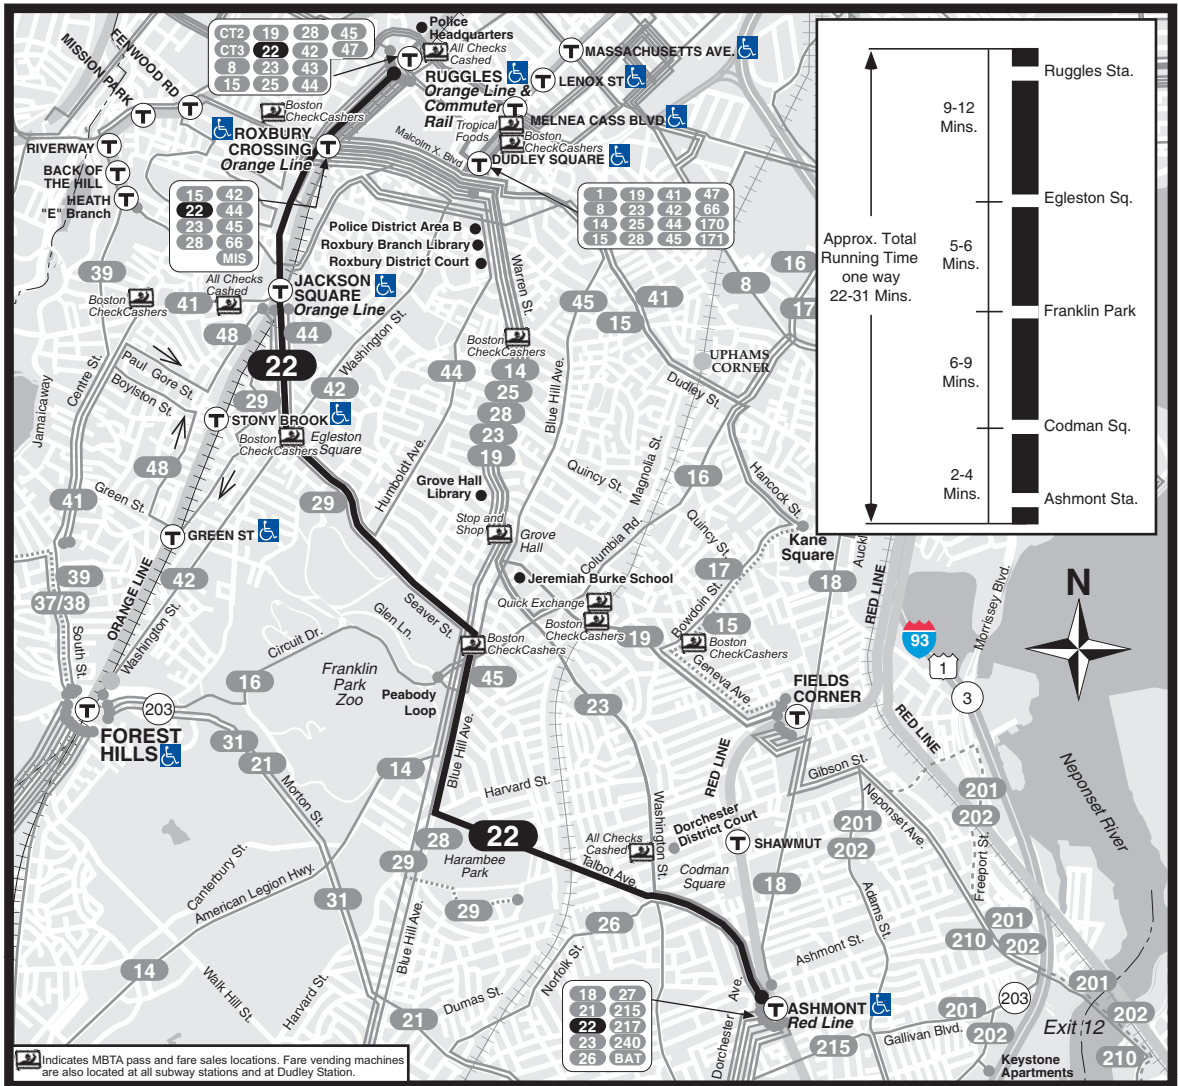 Police
Headquarters
CT2 19 28 45
CT3 22 42 47
8 23 43
15 25 44
All Checks
Cashed
MASSACHUSETTS AVE.
FENWOOD RD
MISSION PARK
RUGGLES
Orange Line &
Commuter
Rail
LENOX ST
MELNEA CASS BLVD
Tropical
Foods
Boston
CheckCashers
DUDLEY SQUARE
Boston
CheckCashers
ROXBURY
CROSSING
Orange Line
Malcolm X. Blvd
RIVERWAY
BACK OF
THE HILL
HEATH
"E" Branch
15 42
22 44
23 45
28 66
MIS
1 19 41 47
8 23 42 66
14 25 44 170
15 28 45 171
Police District Area B
Roxbury Branch Library
Roxbury District Court
Warren St.
39
All Checks
Cashed
Boston
CheckCashers
41
JACKSON
SQUARE
Orange Line
48
44
22
Washington St.
45
41
15
8
16
17
Boston
CheckCashers
UPHAMS
CORNER
Dudley St.
Centre St.
Jamaicaway
Paul Gore St.
Boylston St.
29
42
44
14
25
28
23
19
Blue Hill Ave.
STONY BROOK
Boston
CheckCashers
Egleston
Square
Humboldt Ave.
48
41
Green St.
29
Grove Hall
Library
Stop and
Shop
Grove
Hall
Quincy St.
Magnolia St.
16
Hancock St.
Columbia Rd.
Quincy St.
Kane
Square
GREEN ST
ORANGE LINE
42
Washington St.
39
37/38
South St.
Jeremiah Burke School
Quick Exchange
Boston
CheckCashers
17
Bowdoin St.
15
18
Auckl
RED LINE
19
Boston
CheckCashers
Geneva Ave.
Glen Ln.
Seaver St.
Circuit Dr.
Boston
CheckCashers
Franklin
Park
Zoo
Peabody
Loop
45
16
203
FOREST
HILLS
31
21
Morton St.
14
Blue Hill Ave.
Harvard St.
23
FIELDS
CORNER
93
1
3
Morrissey Blvd.
N
RED LINE
RED LINE
Gibson St.
Neponset Ave.
Neponset River
201
202
201
202
Freeport St.
Washington St.
Dorchester
District Court
SHAWMUT
All Checks
Cashed
22
28
29
Harambee
Park
Talbot Ave.
Codman
Square
18
Canterbury St.
American Legion Hwy.
31
29
26
Adams St.
201
210
202
14
Walk Hill St.
Harvard St.
Blue Hill Ave.
Norfolk St.
Ashmont St.
Dumas St.
21
18 27
21 215
22 217
23 240
26 BAT
Dorchester Ave.
ASHMONT
Red Line
215
Gallivan Blvd.
201
202
203
201
202
Exit 12
210
Keystone
Apartments
Indicates MBTA pass and fare sales locations. Fare vending machines
are also located at all subway stations and at Dudley Station.
Approx. Total
Running Time
one way
22-31 Mins.
Ruggles Sta.
9-12
Mins.
Egleston Sq.
5-6
Mins.
Franklin Park
6-9
Mins.
Codman Sq.
2-4
Mins.
Ashmont Sta.